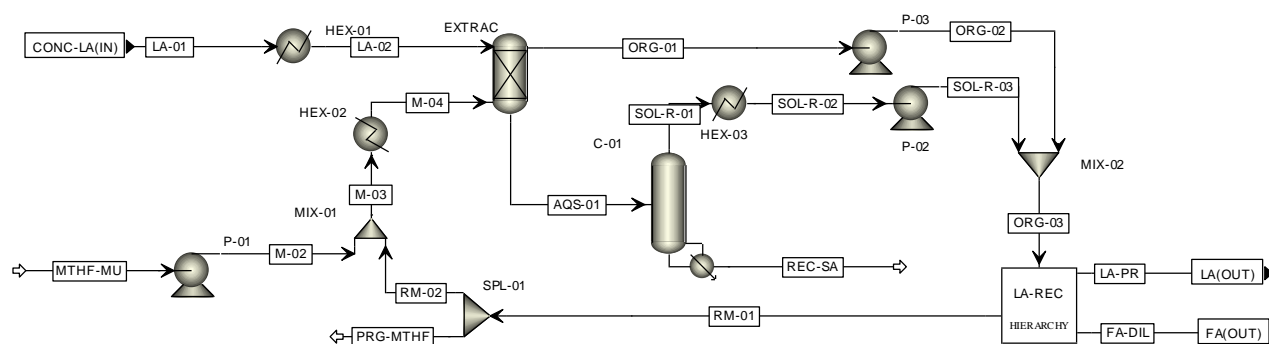 P-03
HEX-01
EXTRAC
ORG-02
CONC-LA(IN)
LA-01
LA-02
ORG-01
M-04
HEX-02
SOL-R-01
HEX-03
SOL-R-02
SOL-R-03
P-02
C-01
MIX-02
M-03
MIX-01
AQS-01
ORG-03
P-01
M-02
MTHF-MU
REC-SA
LA-PR
LA(OUT)
RM-02
SPL-01
LA-REC
HIERARCHY
RM-01
PRG-MTHF
FA-DIL
FA(OUT)